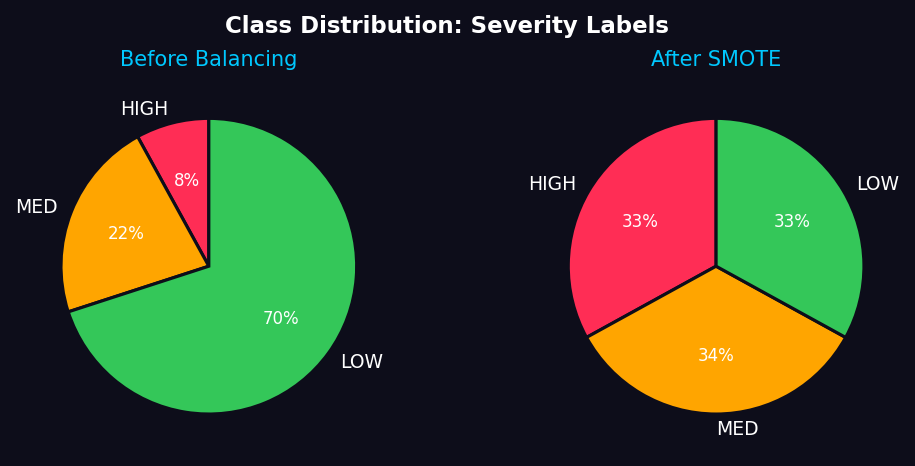 Class Distribution: Severity Labels
Before Balancing
HIGH
8%
MED
22%
70%
LOW
After SMOTE
HIGH
33%
LOW
33%
34%
MED